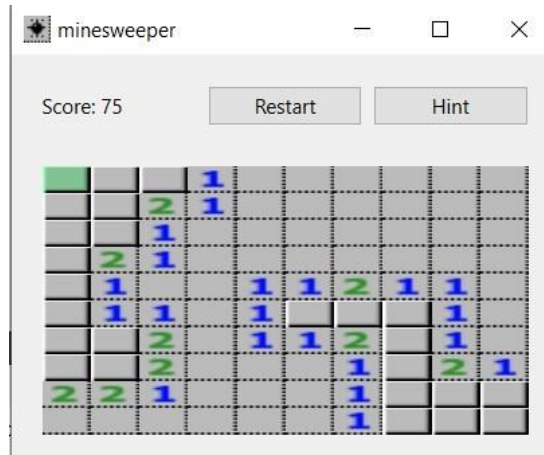 minesweeper
Score: 75 Restart Hint
1
2 1
1
2 1
1 1 1 2 1 1
1 1 1 1
2 1 1 2 1
2 1 2 1
2 2 1 1
1